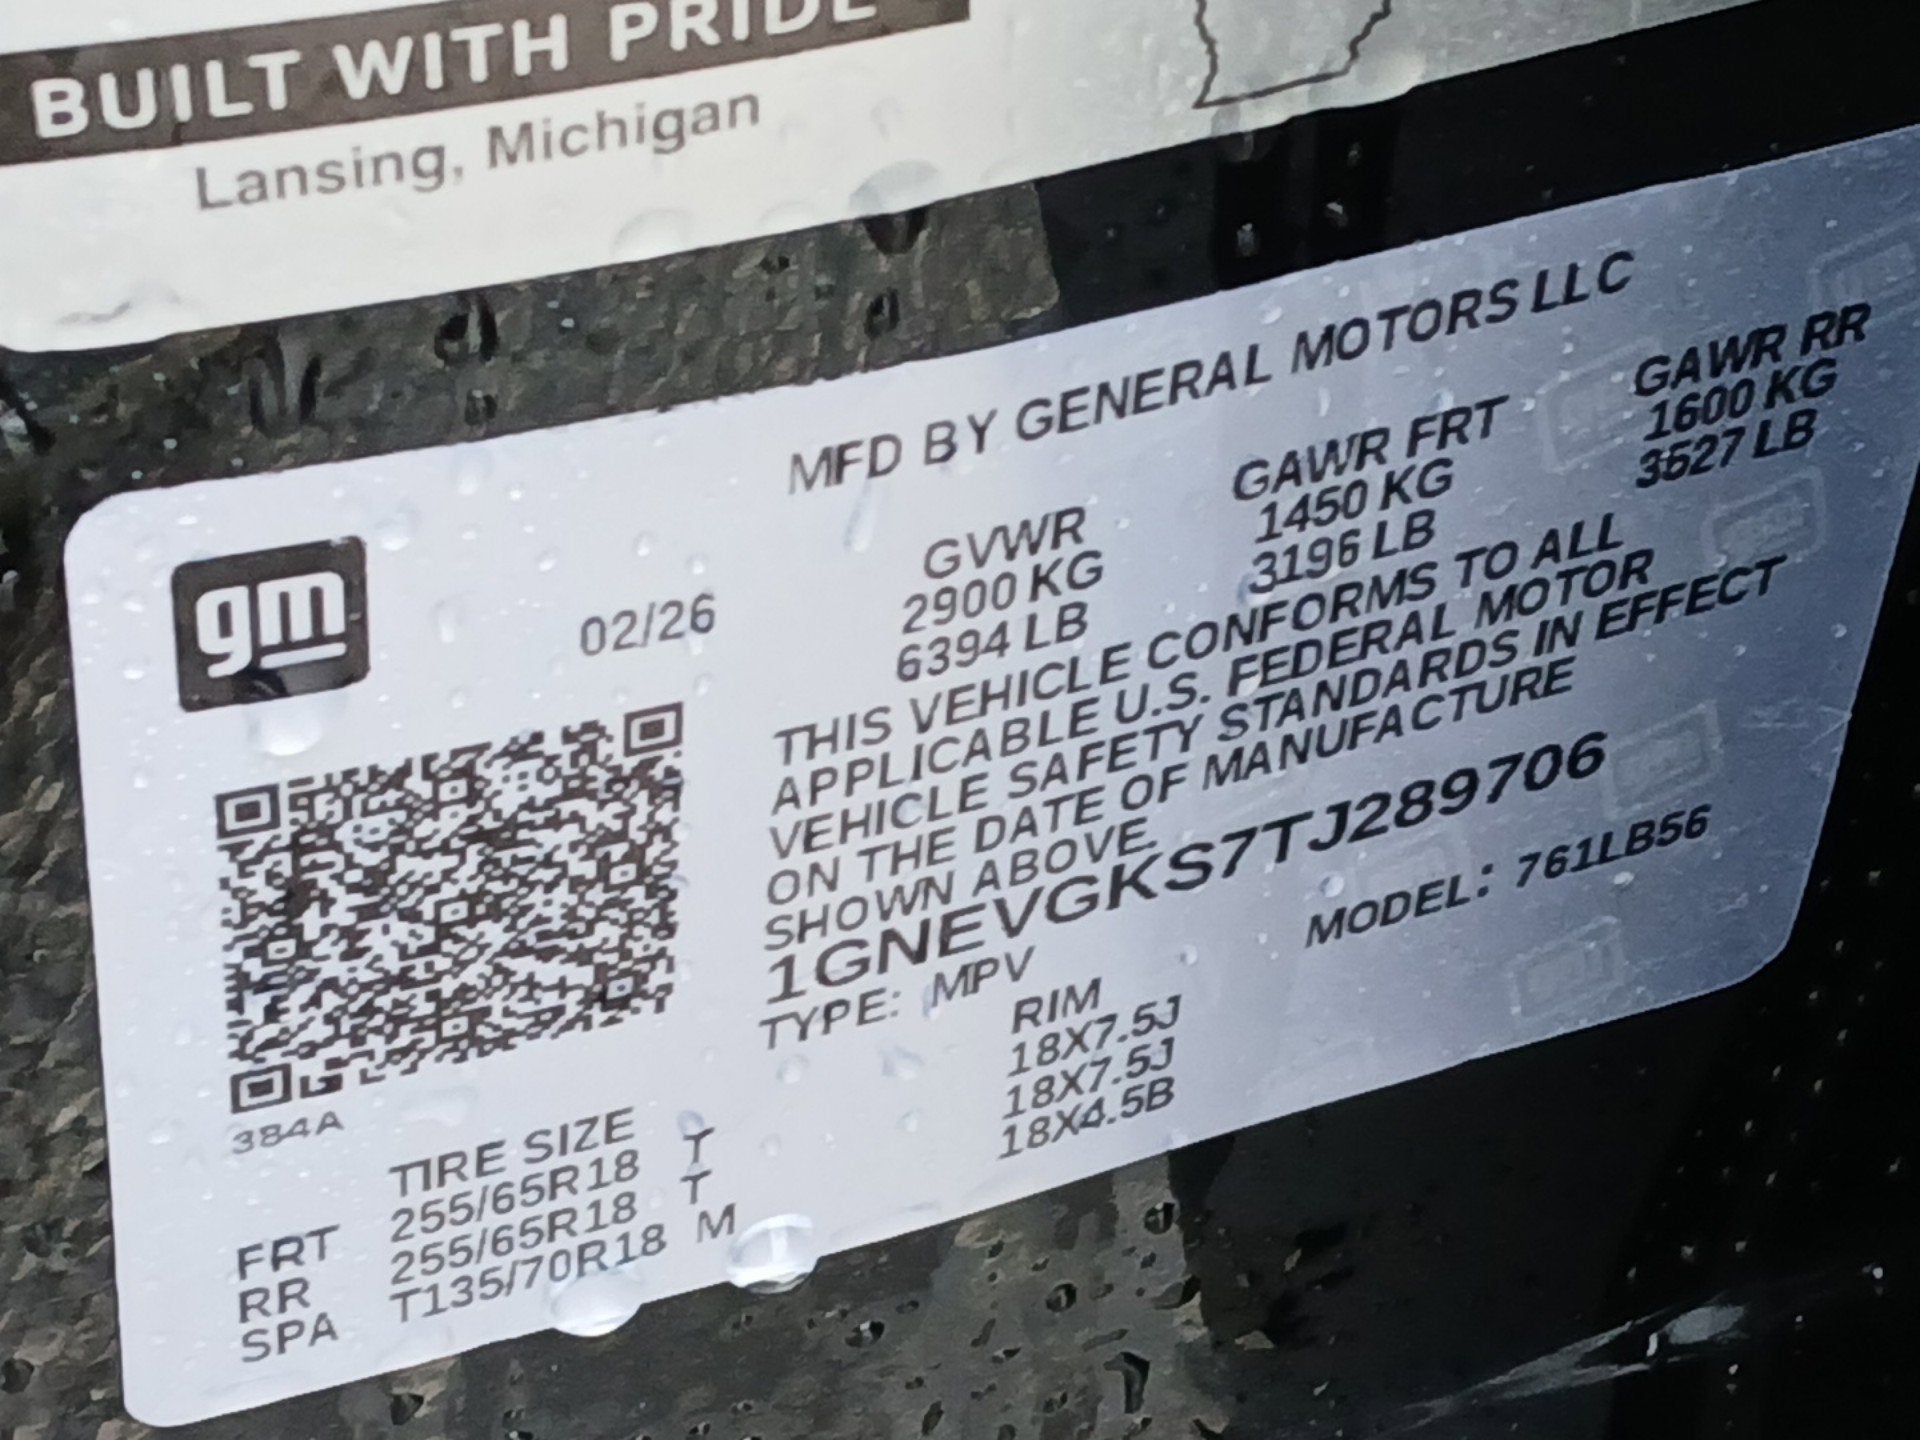 BUILT WITH PRIDE
Lansing, Michigan
MFD BY GENERAL MOTORS LLC
gm
02/26
GVWR GAWR FRT GAWR RR
2900 KG 1450 KG 1600 KG
6394 LB 3196 LB 3527 LB
THIS VEHICLE CONFORMS TO ALL
APPLICABLE U.S. FEDERAL MOTOR
VEHICLE SAFETY STANDARDS IN EFFECT
ON THE DATE OF MANUFACTURE
SHOWN ABOVE.
1GNEVGKS7TJ289706
TYPE: MPV MODEL: 761LB56
384A
TIRE SIZE RIM
FRT 255/65R18 T 18X7.5J
RR 255/65R18 T 18X7.5J
SPA T135/70R18 M 18X4.5B